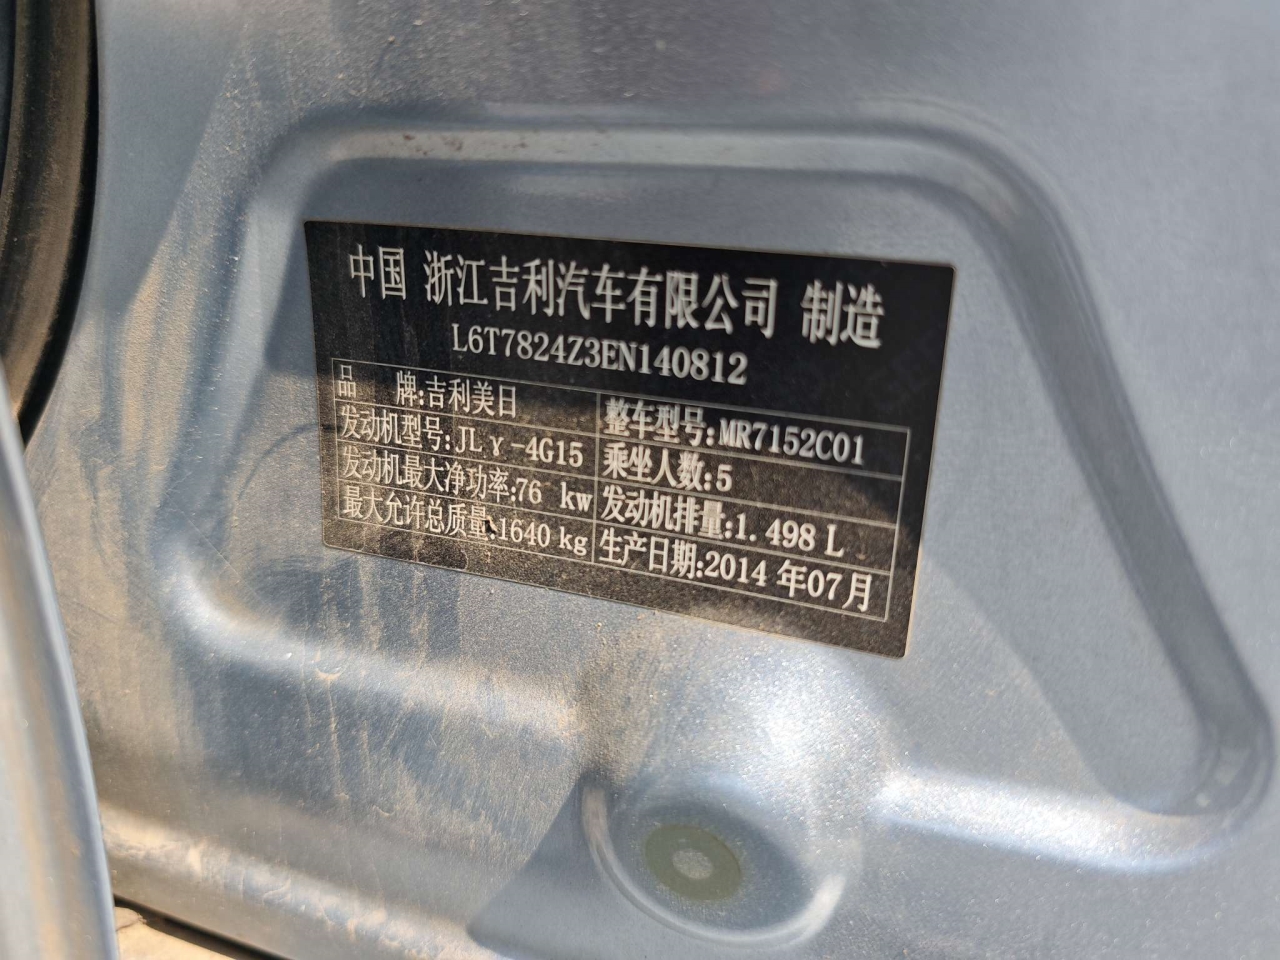 中国 浙江吉利汽车有限公司 制造
L6T7824Z3EN140812
品 牌:吉利美日 整车型号:MR7152C01
发动机型号:JLγ-4G15 乘坐人数:5
发动机最大净功率:76 kw 发动机排量:1.498 L
最大允许总质量:1640 kg 生产日期:2014 年07月